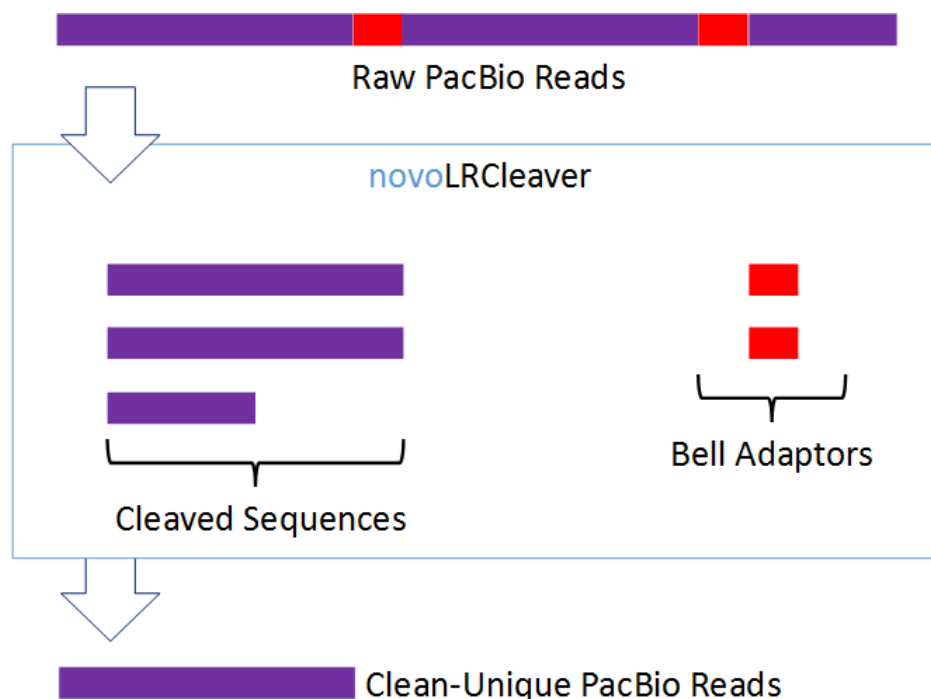 Raw PacBio Reads
novoLRCleaver
Bell Adaptors
Cleaved Sequences
Clean-Unique PacBio Reads